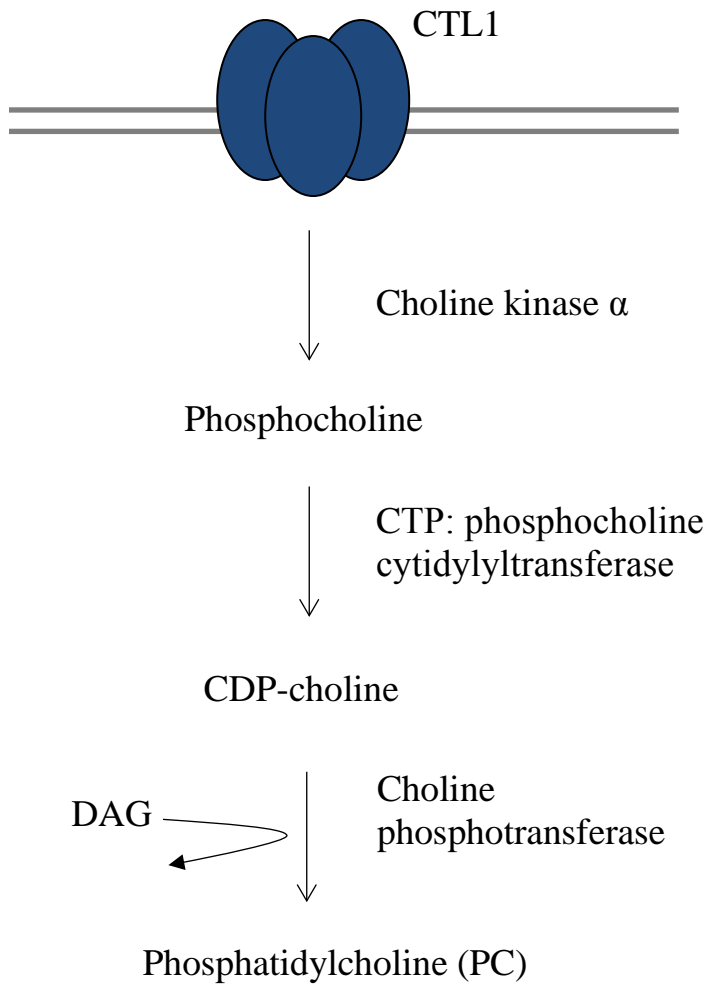 CTL1
Choline kinase α
Phosphocholine
CTP: phosphocholine
cytidylyltransferase
CDP-choline
Choline
phosphotransferase
DAG
Phosphatidylcholine (PC)